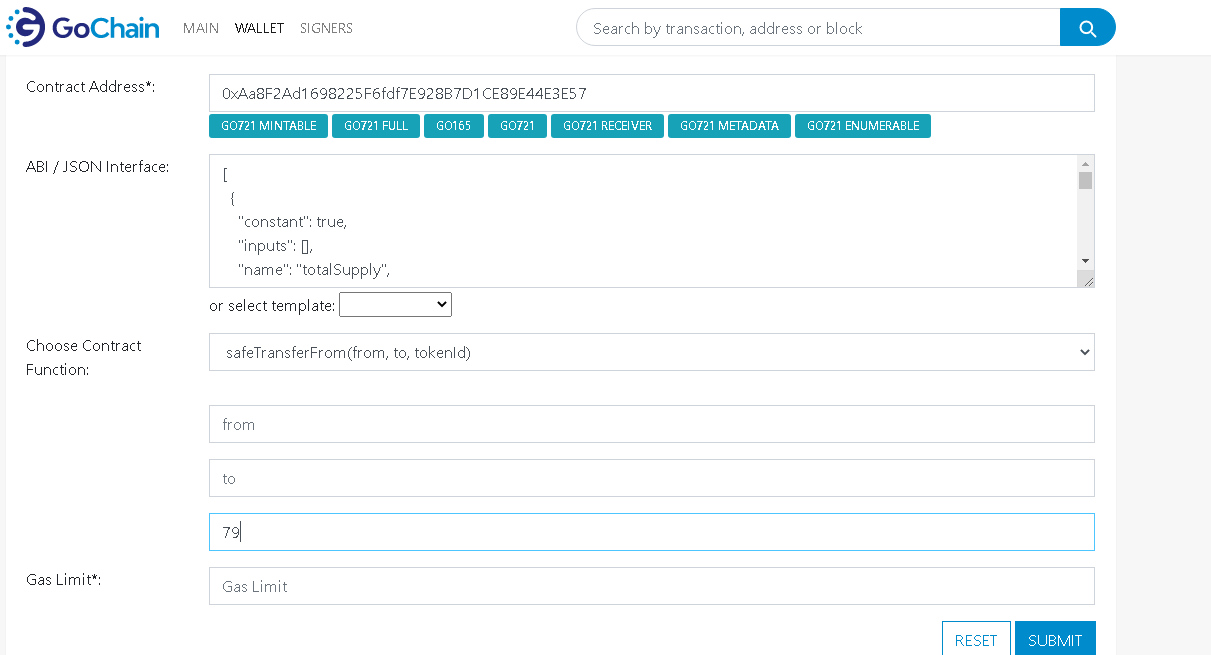 GoChain MAIN WALLET SIGNERS Search by transaction, address or block
Contract Address*: 0xAa8F2Ad1698225F6fdf7E928B7D1CE89E44E3E57
GO721 MINTABLE GO721 FULL GO165 GO721 GO721 RECEIVER GO721 METADATA GO721 ENUMERABLE
ABI / JSON Interface: [
{
"constant": true,
"inputs": [],
"name": "totalSupply",
or select template:
Choose Contract Function: safeTransferFrom(from, to, tokenId)
from
to
79
Gas Limit*: Gas Limit
RESET SUBMIT